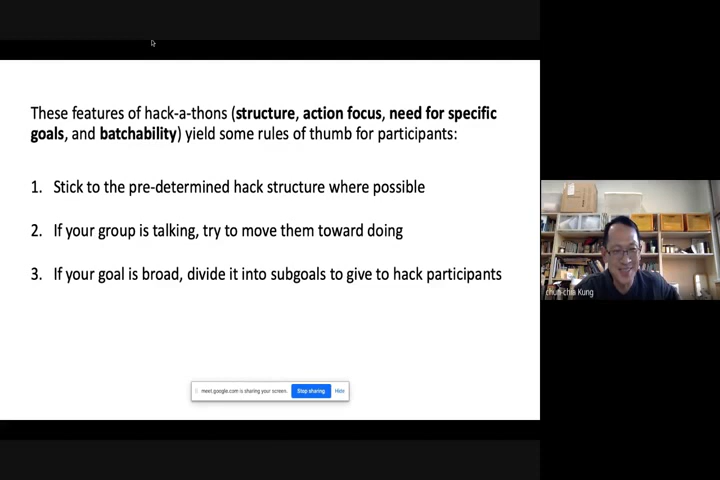 These features of hack-a-thons (structure, action focus, need for specific
goals, and batchability) yield some rules of thumb for participants:
1. Stick to the pre-determined hack structure where possible
2. If your group is talking, try to move them toward doing
3. If your goal is broad, divide it into subgoals to give to hack participants
meet.google.com is sharing your screen. Stop sharing Hide
chun-chia Kung